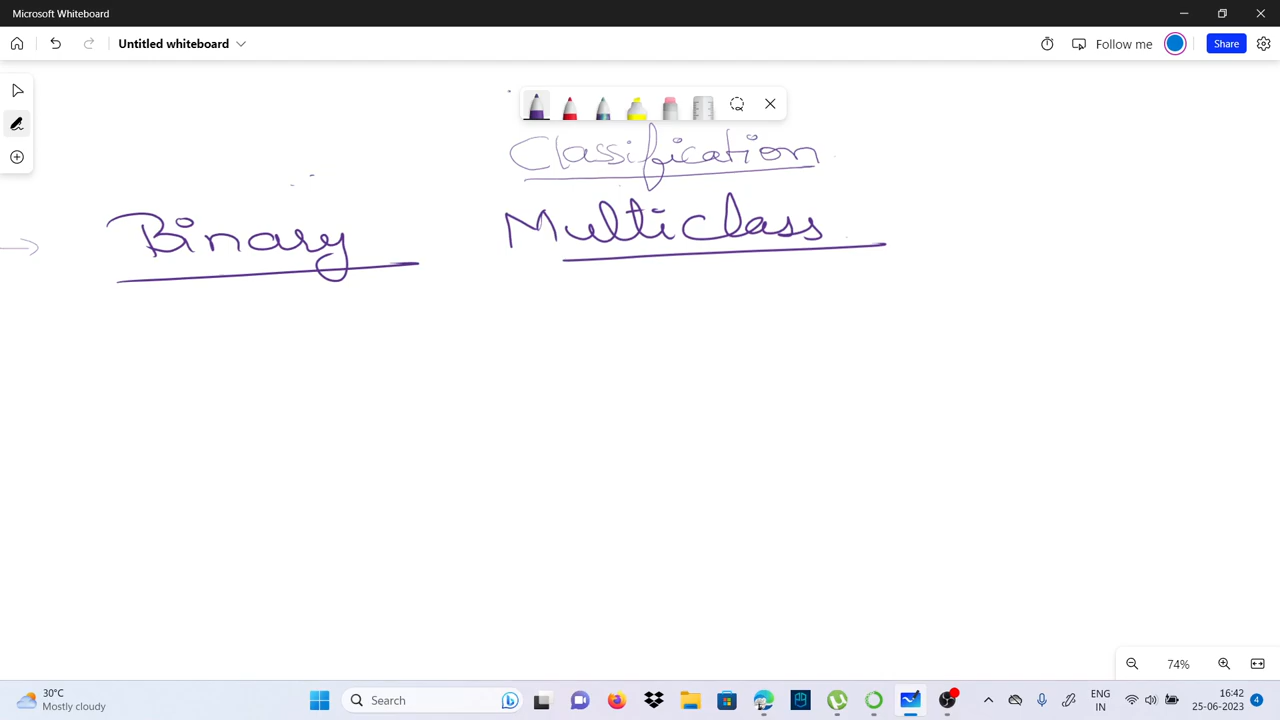 Microsoft Whiteboard
Untitled whiteboard
Follow me
Share
Classification
Binary Multiclass
74%
30°C
Mostly cloudy
Search
ENG
IN
16:42
25-06-2023
4